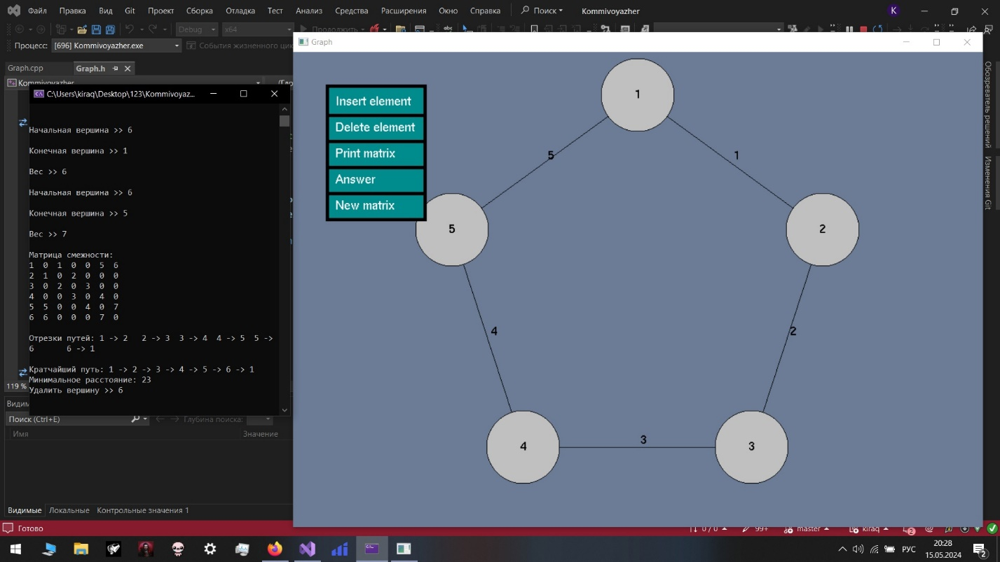 Файл Правка Вид Git Проект Сборка Отладка Тест Анализ Средства Расширения Окно Справка Поиск Kommivoyazher K
Debug x64 Продолжить
Процесс: [696] Kommivoyazher.exe События жизненного цик
Graph.cpp Graph.h
Kommivoyazher
C:\Users\kiraq\Desktop\123\Kommivoyaz...
Начальная вершина >> 6
Конечная вершина >> 1
Вес >> 6
Начальная вершина >> 6
Конечная вершина >> 5
Вес >> 7
Матрица смежности:
1 0 1 0 0 5 6
2 1 0 2 0 0 0
3 0 2 0 3 0 0
4 0 0 3 0 4 0
5 5 0 0 4 0 7
6 6 0 0 0 7 0
Отрезки путей: 1 -> 2 2 -> 3 3 -> 4 4 -> 5 5 ->
6 6 -> 1
Кратчайший путь: 1 -> 2 -> 3 -> 4 -> 5 -> 6 -> 1
Минимальное расстояние: 23
Удалить вершину >> 6
119 %
Видим
Поиск (Ctrl+E) Глубина поиска:
Имя Значение
Видимые Локальные Контрольные значения 1
Готово
Graph
Insert element
Delete element
Print matrix
Answer
New matrix
1
5 1
5 2
4 2
3
4 3
Обозреватель решений
Изменения Git
0 / 0 99+ master kiraq 2
РУС
20:28
15.05.2024
2